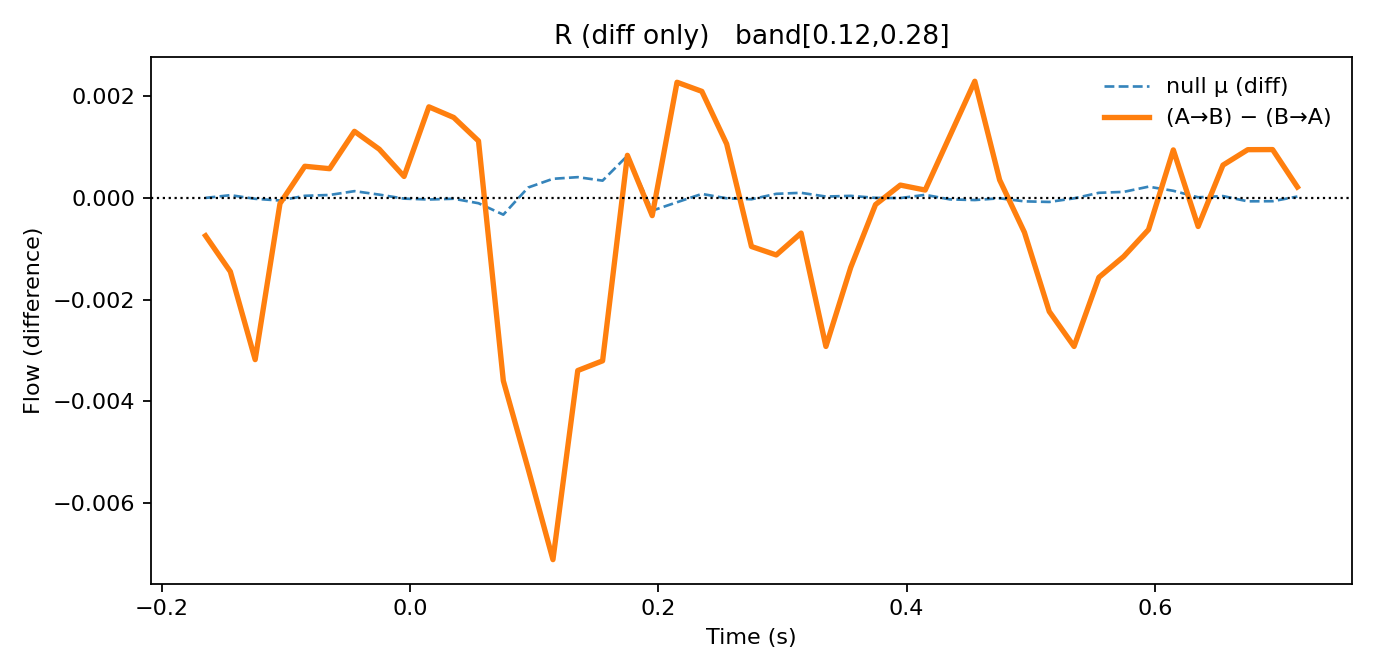 R (diff only)   band[0.12,0.28]
null μ (diff)
(A→B) − (B→A)
0.002
0.000
−0.002
−0.004
−0.006
Flow (difference)
−0.2
0.0
0.2
0.4
0.6
Time (s)